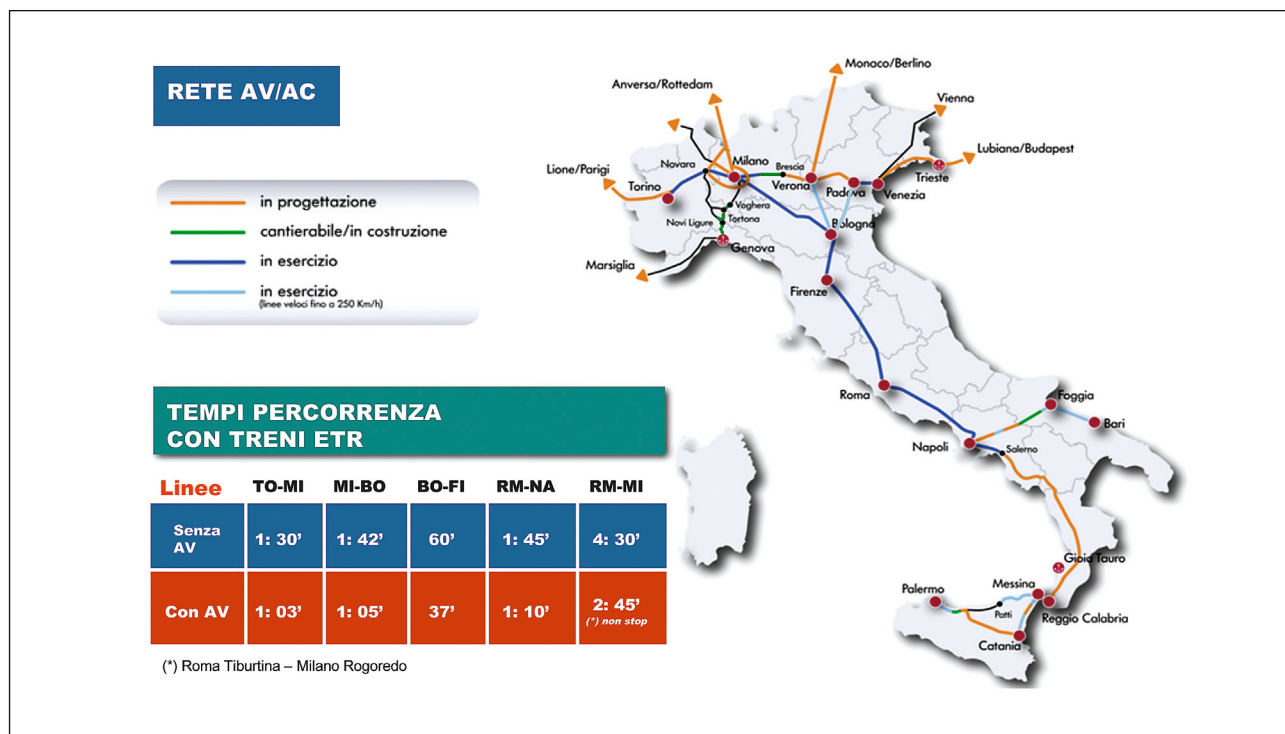 RETE AV/AC
in progettazione
cantierabile/in costruzione
in esercizio
in esercizio
(linee veloci fino a 250 Km/h)
TEMPI PERCORRENZA
CON TRENI ETR
Linee TO-MI MI-BO BO-FI RM-NA RM-MI
Senza AV 1: 30’ 1: 42’ 60’ 1: 45’ 4: 30’
Con AV 1: 03’ 1: 05’ 37’ 1: 10’ 2: 45’
(*) non stop
(*) Roma Tiburtina – Milano Rogoredo
Monaco/Berlino
Anversa/Rottedam
Vienna
Lubiana/Budapest
Lione/Parigi
Novara
Milano
Brescia
Verona
Padova
Venezia
Trieste
Torino
Voghera
Tortona
Novi Ligure
Genova
Bologna
Marsiglia
Firenze
Roma
Foggia
Bari
Napoli
Salerno
Gioia Tauro
Messina
Palermo
Patti
Reggio Calabria
Catania